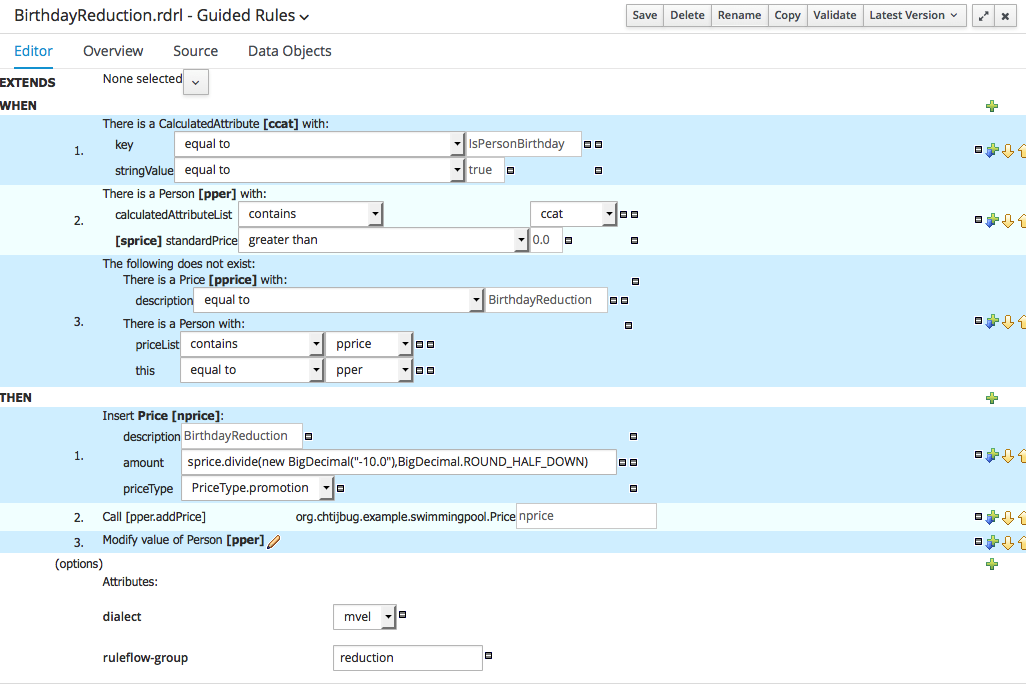 BirthdayReduction.rdrl - Guided Rules
Save Delete Rename Copy Validate Latest Version
Editor Overview Source Data Objects
EXTENDS None selected
WHEN
There is a CalculatedAttribute [ccat] with:
1. key equal to IsPersonBirthday
stringValue equal to true
There is a Person [pper] with:
2. calculatedAttributeList contains ccat
[sprice] standardPrice greater than 0.0
The following does not exist:
There is a Price [pprice] with:
description equal to BirthdayReduction
3. There is a Person with:
priceList contains pprice
this equal to pper
THEN
Insert Price [nprice]:
description BirthdayReduction
1. amount sprice.divide(new BigDecimal("-10.0"),BigDecimal.ROUND_HALF_DOWN)
priceType PriceType.promotion
2. Call [pper.addPrice] org.chtijbug.example.swimmingpool.Price nprice
3. Modify value of Person [pper]
(options)
Attributes:
dialect mvel
ruleflow-group reduction